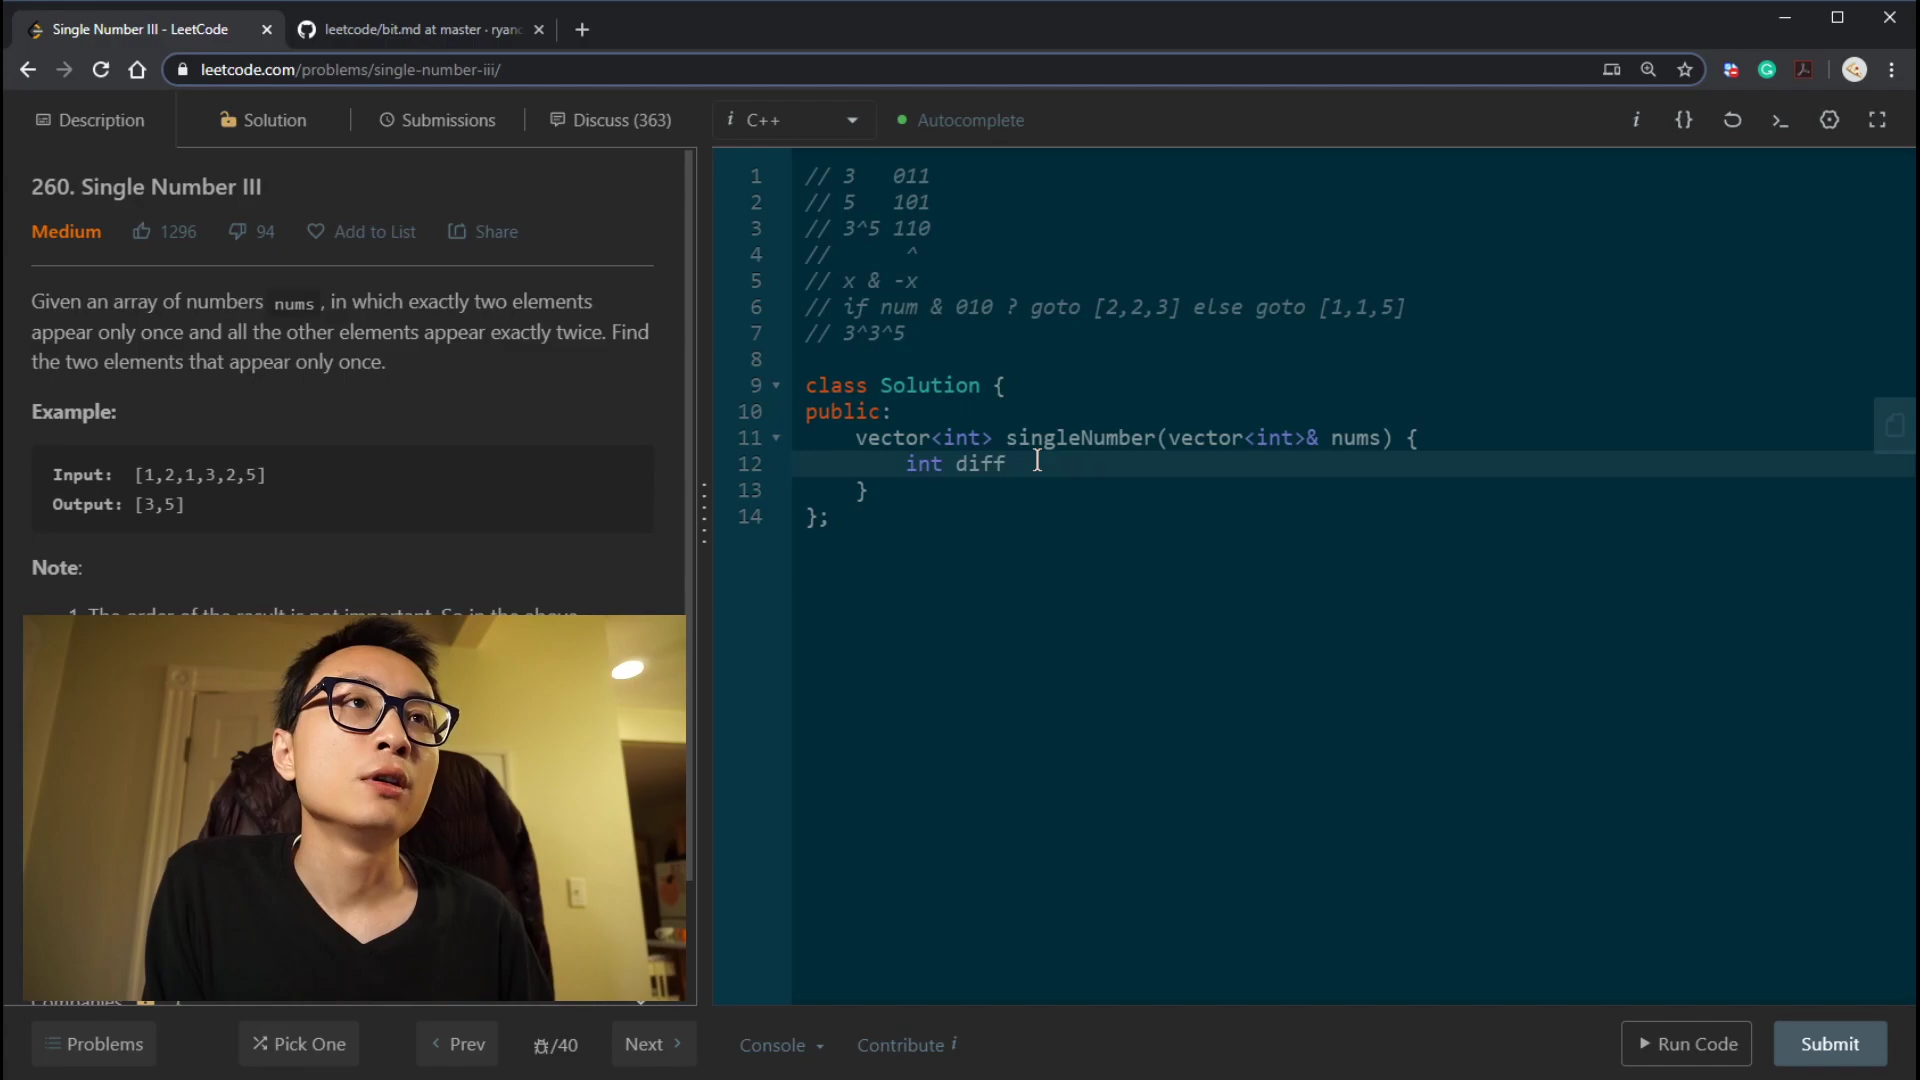 Single Number III - LeetCode
leetcode/bit.md at master · ryanc
leetcode.com/problems/single-number-iii/
Description
Solution
Submissions
Discuss (363)
i C++
Autocomplete
260. Single Number III
Medium 1296 94 Add to List Share
Given an array of numbers nums, in which exactly two elements
appear only once and all the other elements appear exactly twice. Find
the two elements that appear only once.
Example:
Input: [1,2,1,3,2,5]
Output: [3,5]
Note:
1. The order of the result is not important. So in the above
Companies
1 // 3 011
2 // 5 101
3 // 3^5 110
4 // ^
5 // x & -x
6 // if num & 010 ? goto [2,2,3] else goto [1,1,5]
7 // 3^3^5
8
9 class Solution {
10 public:
11 vector<int> singleNumber(vector<int>& nums) {
12 int diff
13 }
14 };
Problems
Pick One
Prev
/40
Next
Console
Contribute i
Run Code
Submit